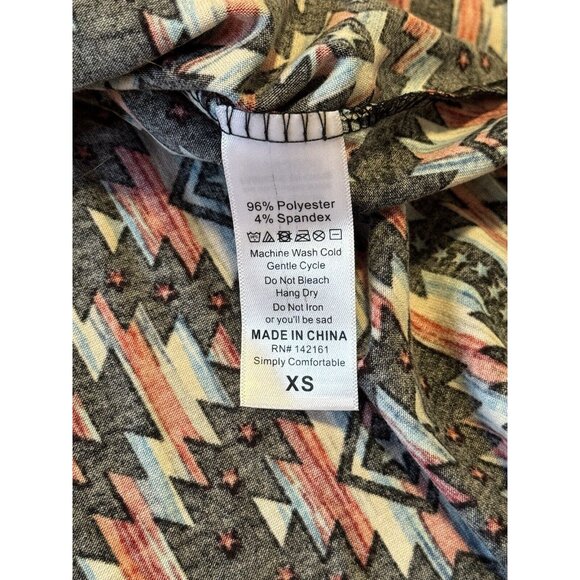 96% Polyester
4% Spandex
Machine Wash Cold
Gentle Cycle
Do Not Bleach
Hang Dry
Do Not Iron
or you'll be sad
MADE IN CHINA
RN# 142161
Simply Comfortable
XS